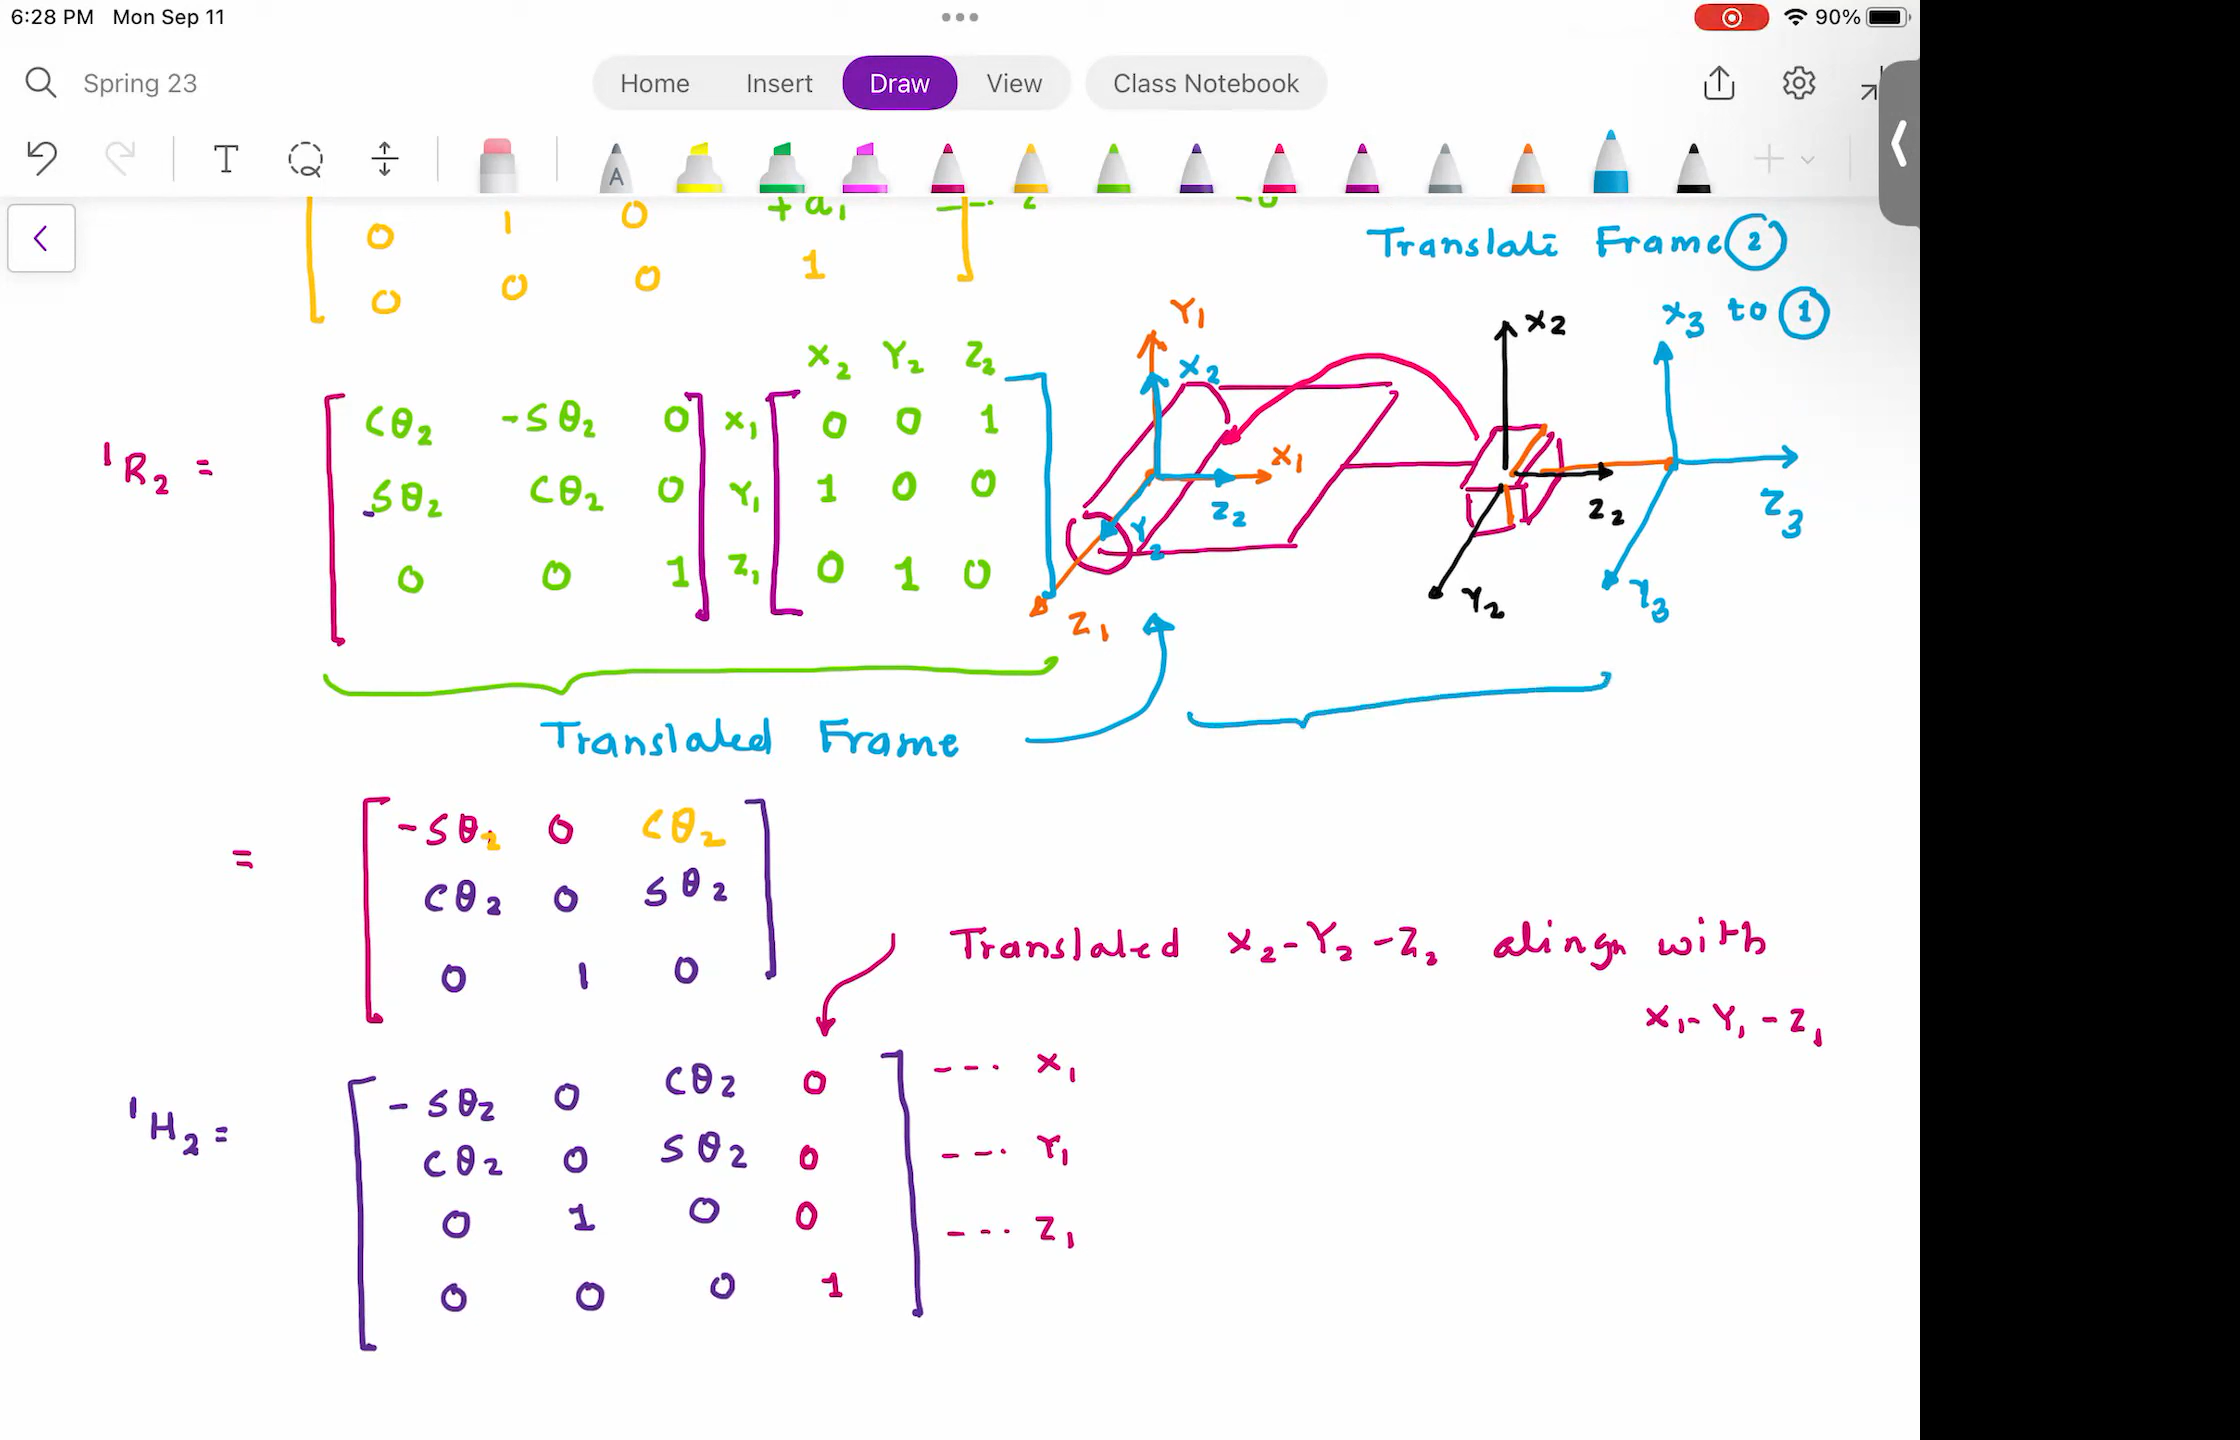 6:28 PM Mon Sep 11 90%
Spring 23 Home Insert Draw View Class Notebook
T A
+ a₁
0 1 0
0 0 0 1
Translate Frame ②
X₃ to ①
X₂ Y₂ Z₂
Cθ₂ -Sθ₂ 0 X₁ 0 0 1
¹R₂ = Sθ₂ Cθ₂ 0 Y₁ 1 0 0
0 0 1 Z₁ 0 1 0
Y₁
X₂
X₁
Z₂
Y₂
Z₁
X₂
Z₂
Y₂
Z₃
Y₃
Translated Frame
-Sθ₂ 0 Cθ₂
= Cθ₂ 0 Sθ₂
0 1 0
Translated X₂-Y₂-Z₂ alingn with
X₁-Y₁-Z₁
-Sθ₂ 0 Cθ₂ 0 --- X₁
¹H₂ = Cθ₂ 0 Sθ₂ 0 --- Y₁
0 1 0 0 --- Z₁
0 0 0 1